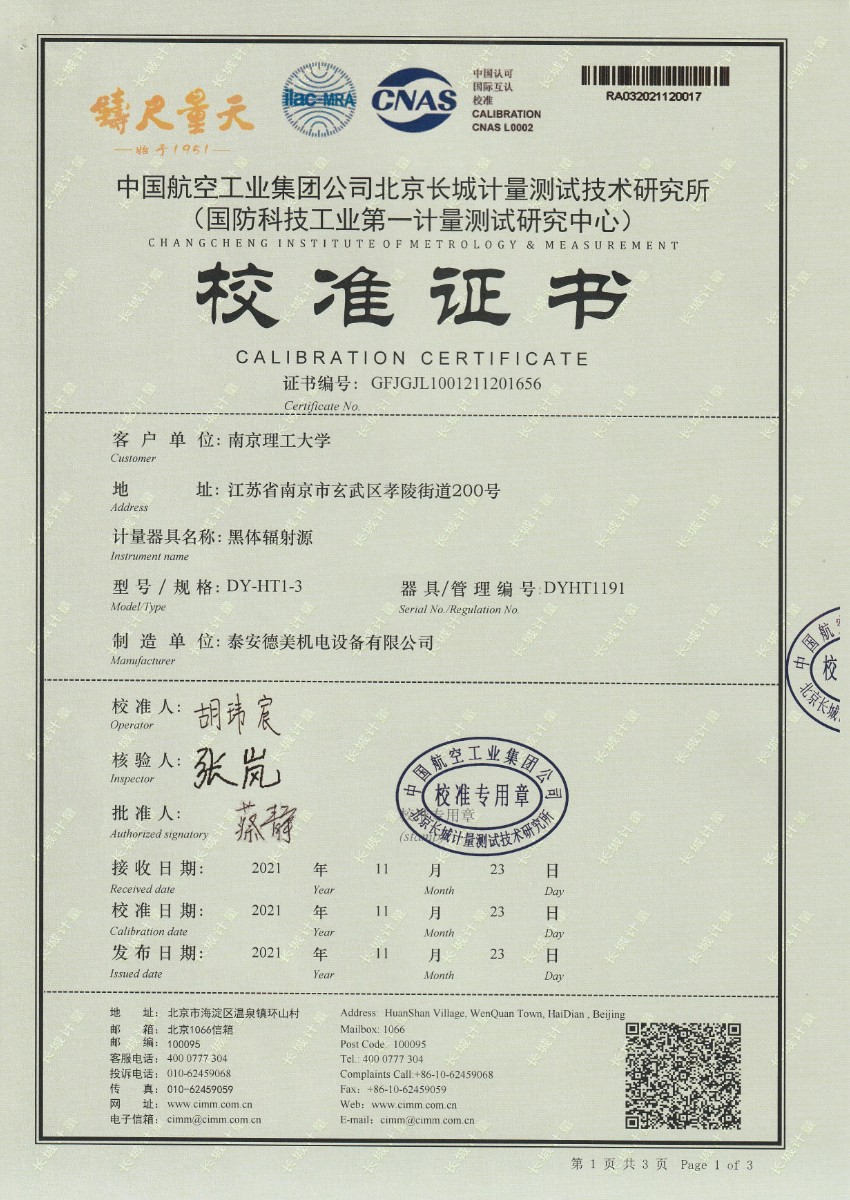 鑄尺量天
始于1951
ilac-MRA
CNAS
中国认可
国际互认
校准
CALIBRATION
CNAS L0002
RA032021120017
中国航空工业集团公司北京长城计量测试技术研究所
（国防科技工业第一计量测试研究中心）
CHANGCHENG INSTITUTE OF METROLOGY & MEASUREMENT
校准证书
CALIBRATION CERTIFICATE
证书编号: GFJGJL1001211201656
Certificate No.
客户单位: 南京理工大学
Customer
地址: 江苏省南京市玄武区孝陵街道200号
Address
计量器具名称: 黑体辐射源
Instrument name
型号/规格: DY-HT1-3 器具/管理编号: DYHT1191
Model/Type Serial No./Regulation No.
制造单位: 泰安德美机电设备有限公司
Manufacturer
校准人: 胡玮宸
Operator
核验人: 张岚
Inspector
批准人: 蔡静
Authorized signatory
中国航空工业集团公司
校准专用章
北京长城计量测试技术研究所
接收日期: 2021 年 11 月 23 日
Received date Year Month Day
校准日期: 2021 年 11 月 23 日
Calibration date Year Month Day
发布日期: 2021 年 11 月 23 日
Issued date Year Month Day
地址: 北京市海淀区温泉镇环山村 Address: HuanShan Village, WenQuan Town, HaiDian , Beijing
邮箱: 北京1066信箱 Mailbox: 1066
邮编: 100095 Post Code: 100095
客服电话: 400 0777 304 Tel.: 400 0777 304
投诉电话: 010-62459068 Complaints Call:+86-10-62459068
传真: 010-62459059 Fax: +86-10-62459059
网址: www.cimm.com.cn Web: www.cimm.com.cn
电子信箱: cimm@cimm.com.cn E-mail: cimm@cimm.com.cn
第 1 页 共 3 页 Page 1 of 3